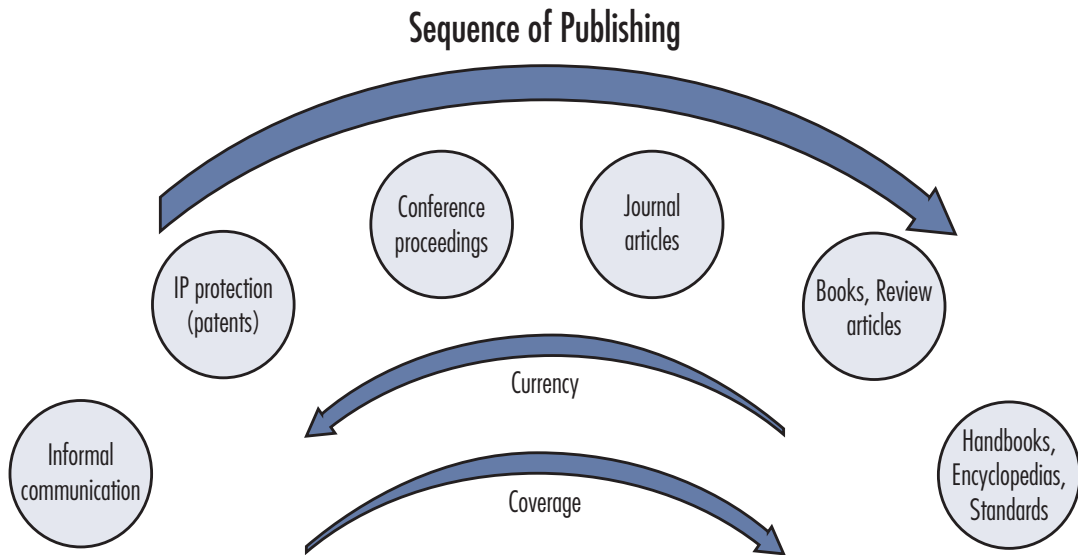 Sequence of Publishing
Conference
proceedings
Journal
articles
IP protection
(patents)
Books, Review
articles
Currency
Informal
communication
Handbooks,
Encyclopedias,
Standards
Coverage